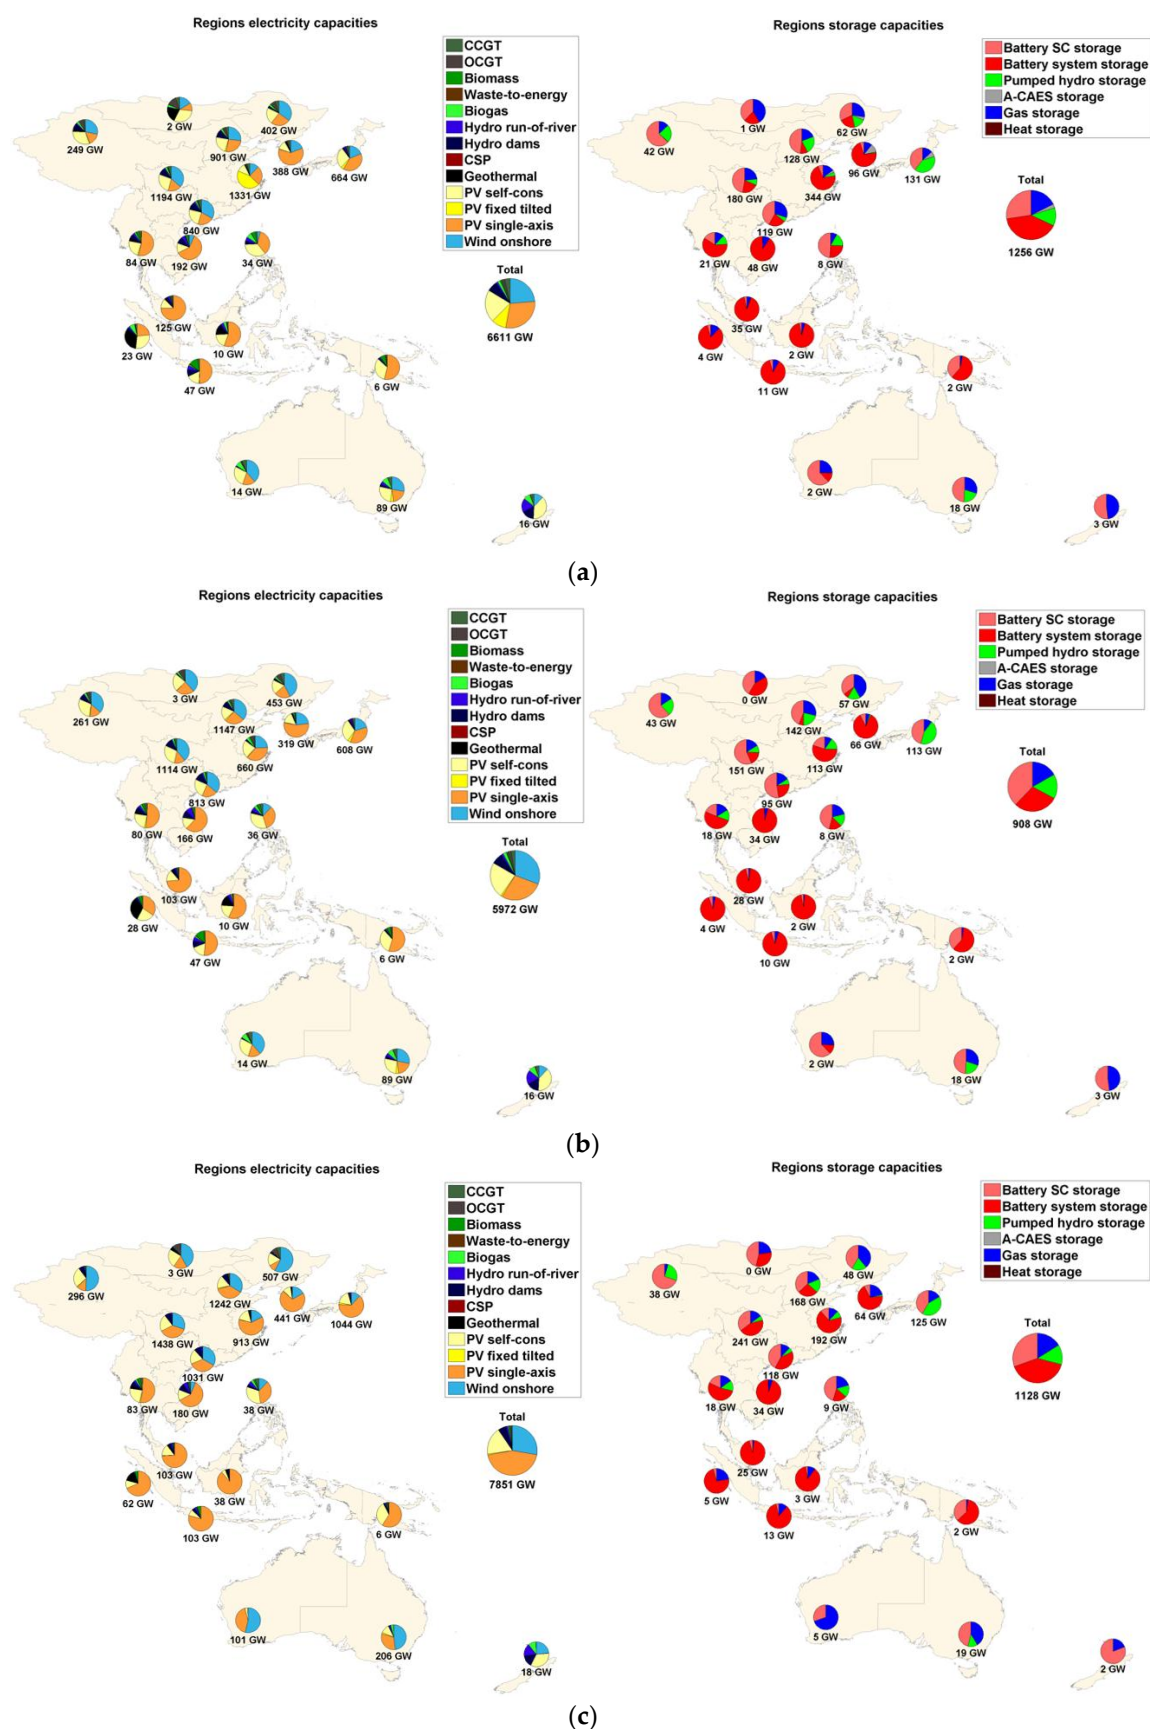 Regions electricity capacities
CCGT
OCGT
Biomass
Waste-to-energy
Biogas
Hydro run-of-river
Hydro dams
CSP
Geothermal
PV self-cons
PV fixed tilted
PV single-axis
Wind onshore
2 GW
402 GW
249 GW
901 GW
388 GW
664 GW
1194 GW
1331 GW
840 GW
84 GW
192 GW
34 GW
Total
6611 GW
125 GW
23 GW
10 GW
47 GW
6 GW
14 GW
89 GW
16 GW
Regions storage capacities
Battery SC storage
Battery system storage
Pumped hydro storage
A-CAES storage
Gas storage
Heat storage
1 GW
62 GW
42 GW
128 GW
96 GW
131 GW
180 GW
344 GW
119 GW
Total
1256 GW
21 GW
48 GW
8 GW
35 GW
4 GW
2 GW
11 GW
2 GW
2 GW
18 GW
3 GW
(a)
Regions electricity capacities
CCGT
OCGT
Biomass
Waste-to-energy
Biogas
Hydro run-of-river
Hydro dams
CSP
Geothermal
PV self-cons
PV fixed tilted
PV single-axis
Wind onshore
3 GW
453 GW
261 GW
1147 GW
319 GW
608 GW
1114 GW
660 GW
813 GW
80 GW
166 GW
36 GW
Total
5972 GW
103 GW
28 GW
10 GW
47 GW
6 GW
14 GW
89 GW
16 GW
Regions storage capacities
Battery SC storage
Battery system storage
Pumped hydro storage
A-CAES storage
Gas storage
Heat storage
0 GW
57 GW
43 GW
142 GW
66 GW
113 GW
151 GW
113 GW
95 GW
Total
908 GW
18 GW
34 GW
8 GW
28 GW
4 GW
2 GW
10 GW
2 GW
2 GW
18 GW
3 GW
(b)
Regions electricity capacities
CCGT
OCGT
Biomass
Waste-to-energy
Biogas
Hydro run-of-river
Hydro dams
CSP
Geothermal
PV self-cons
PV fixed tilted
PV single-axis
Wind onshore
3 GW
507 GW
296 GW
1242 GW
441 GW
1044 GW
1438 GW
913 GW
1031 GW
83 GW
180 GW
38 GW
Total
7851 GW
103 GW
62 GW
38 GW
103 GW
6 GW
101 GW
206 GW
18 GW
Regions storage capacities
Battery SC storage
Battery system storage
Pumped hydro storage
A-CAES storage
Gas storage
Heat storage
0 GW
48 GW
38 GW
168 GW
64 GW
125 GW
241 GW
192 GW
118 GW
Total
1128 GW
18 GW
34 GW
9 GW
25 GW
5 GW
3 GW
13 GW
2 GW
5 GW
19 GW
2 GW
(c)